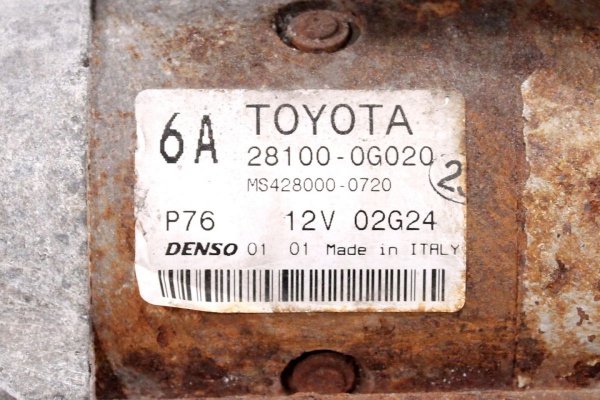 6A TOYOTA
28100-0G020
MS428000-0720
P76 12V 02G24
DENSO 01 01 Made in ITALY